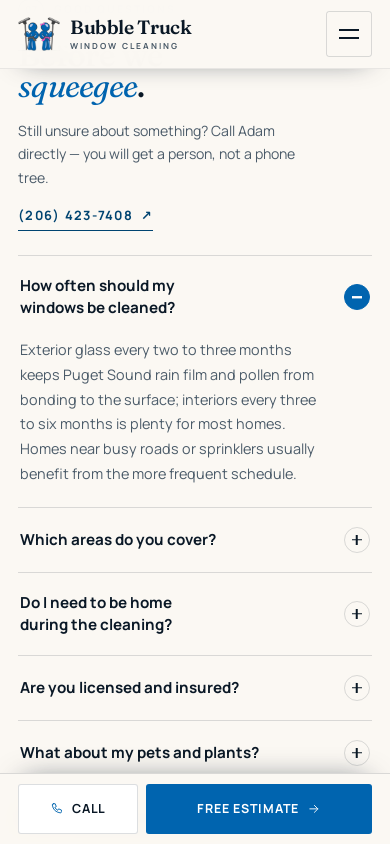 Bubble Truck
WINDOW CLEANING
squeegee.
Still unsure about something? Call Adam
directly — you will get a person, not a phone
tree.
(206) 423-7408 ↗
How often should my
windows be cleaned?
Exterior glass every two to three months
keeps Puget Sound rain film and pollen from
bonding to the surface; interiors every three
to six months is plenty for most homes.
Homes near busy roads or sprinklers usually
benefit from the more frequent schedule.
Which areas do you cover?
Do I need to be home
during the cleaning?
Are you licensed and insured?
What about my pets and plants?
CALL
FREE ESTIMATE →